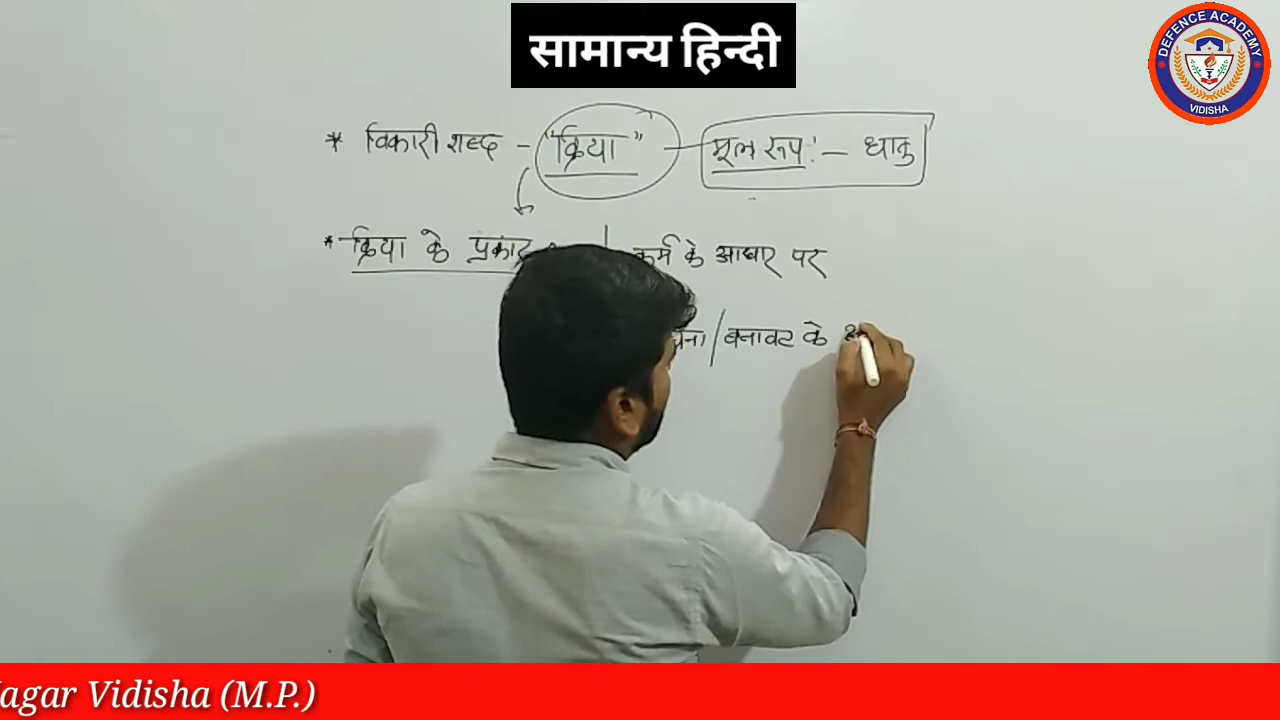 सामान्य हिन्दी
DEFENCE ACADEMY
VIDISHA
* विकारी शब्द - "क्रिया" मूल रूप :- धातु
* क्रिया के प्रकार कर्म के आधार पर
/ बनावट के
agar Vidisha (M.P.)